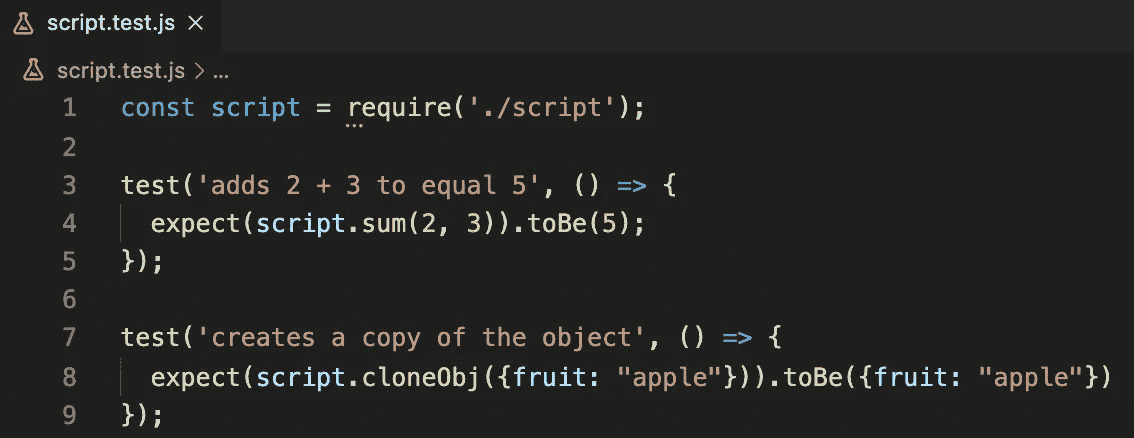 script.test.js ×
script.test.js > ...
1 const script = require('./script');
2
3 test('adds 2 + 3 to equal 5', () => {
4   expect(script.sum(2, 3)).toBe(5);
5 });
6
7 test('creates a copy of the object', () => {
8   expect(script.cloneObj({fruit: "apple"})).toBe({fruit: "apple"})
9 });